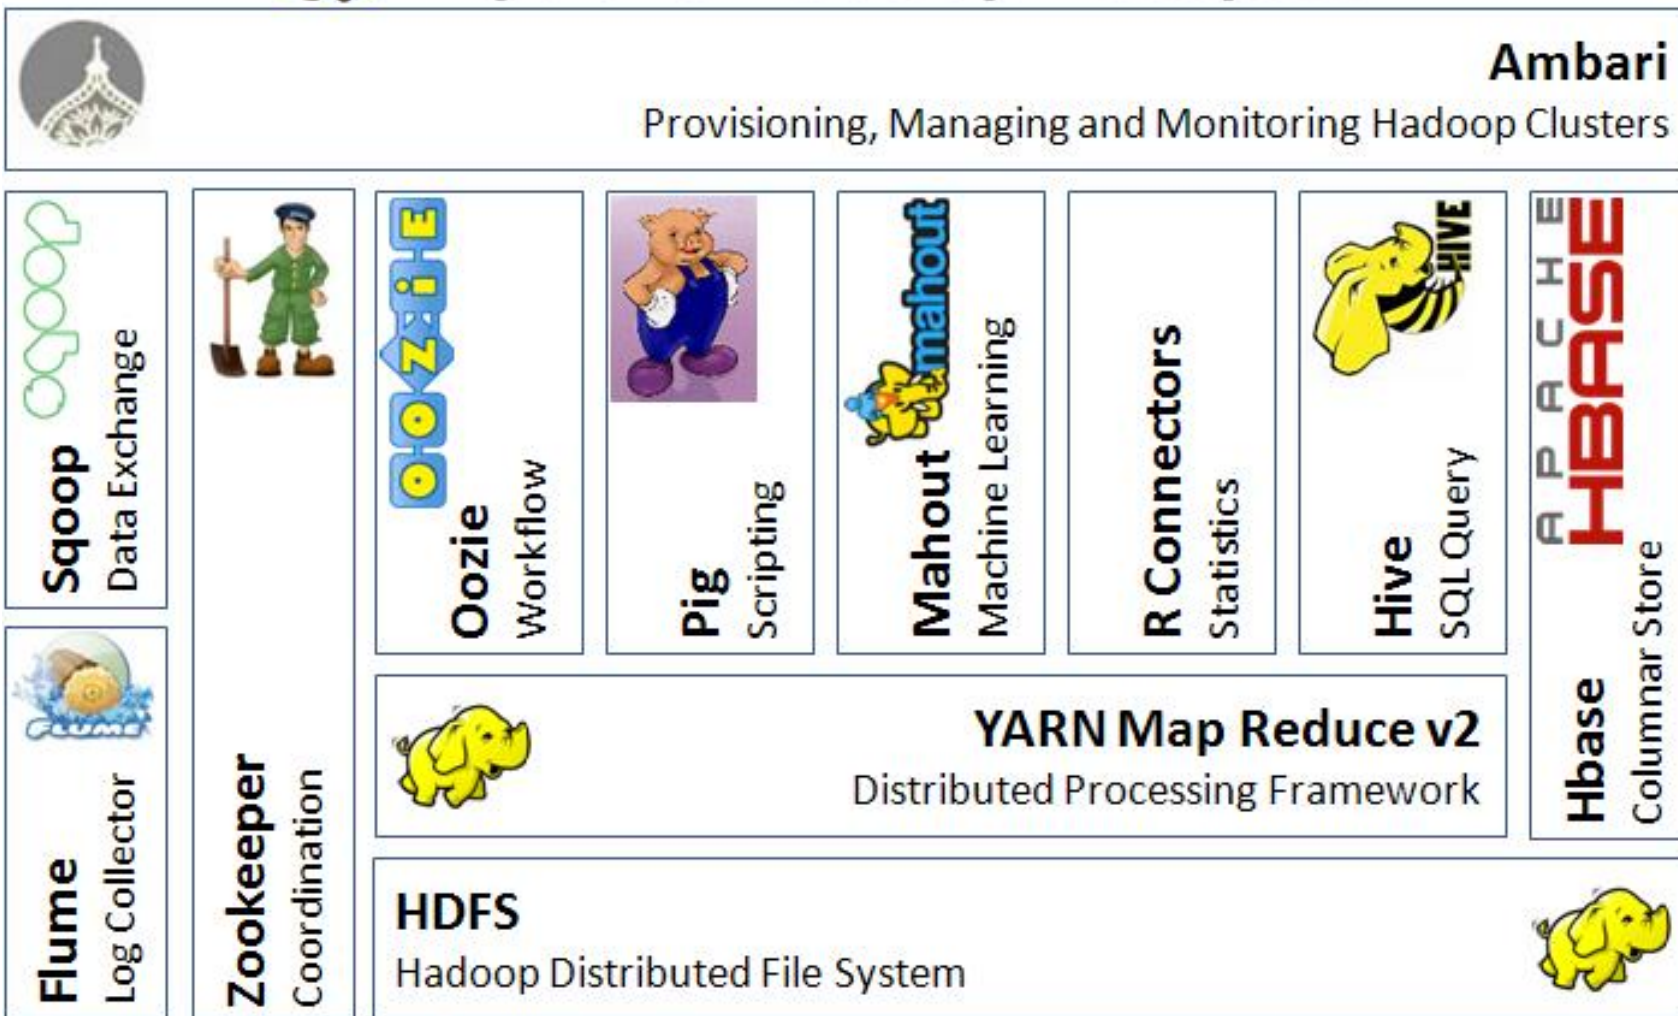 Ambari
Provisioning, Managing and Monitoring Hadoop Clusters
sqoop
Sqoop
Data Exchange
FLUME
Flume
Log Collector
Zookeeper
Coordination
OOZIE
Oozie
Workflow
Pig
Scripting
mahout
Mahout
Machine Learning
R Connectors
Statistics
HIVE
Hive
SQL Query
APACHE
HBASE
Hbase
Columnar Store
YARN Map Reduce v2
Distributed Processing Framework
HDFS
Hadoop Distributed File System